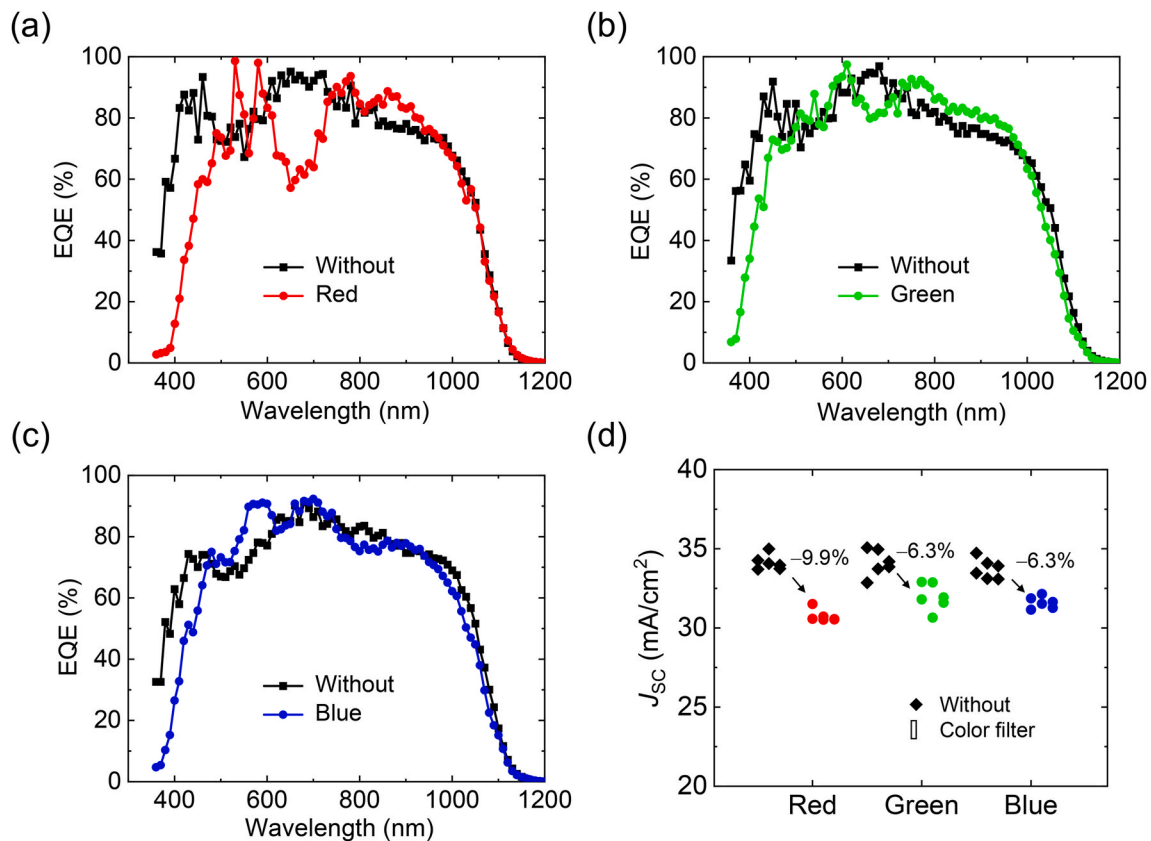 (a)
100
80
60
40
20
0
EQE (%)
Without
Red
400 600 800 1000 1200
Wavelength (nm)
(b)
100
80
60
40
20
0
EQE (%)
Without
Green
400 600 800 1000 1200
Wavelength (nm)
(c)
100
80
60
40
20
0
EQE (%)
Without
Blue
400 600 800 1000 1200
Wavelength (nm)
(d)
40
35
30
25
20
JSC (mA/cm²)
–9.9%
–6.3%
–6.3%
Without
Color filter
Red Green Blue